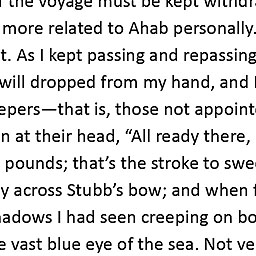 the voyage must be kept withdr
more related to Ahab personally.
t. As I kept passing and repassing
will dropped from my hand, and
epers—that is, those not appoint
n at their head, “All ready there,
pounds; that’s the stroke to swe
y across Stubb’s bow; and when
hadows I had seen creeping on bo
e vast blue eye of the sea. Not ve